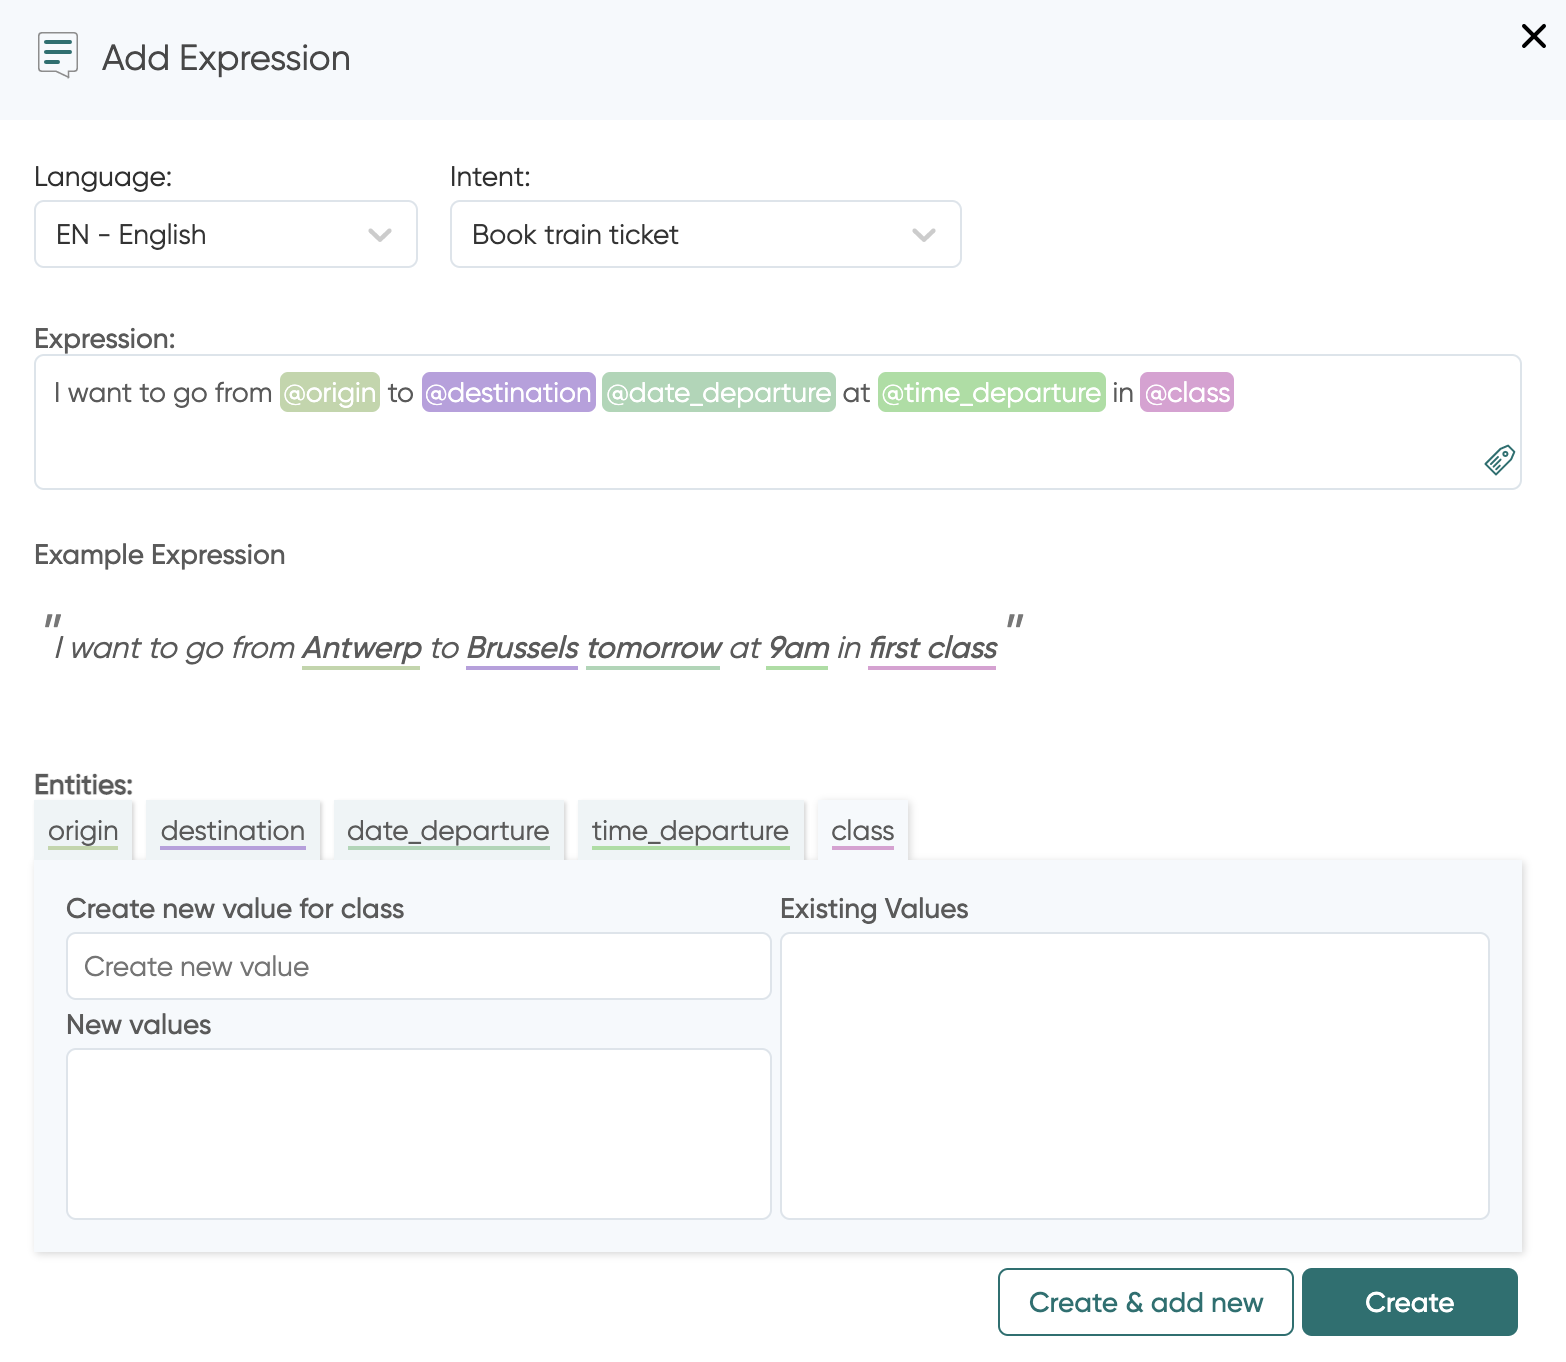 Add Expression
Language:
Intent:
EN - English
Book train ticket
Expression:
I want to go from @origin to @destination @date_departure at @time_departure in @class
Example Expression
"I want to go from Antwerp to Brussels tomorrow at 9am in first class"
Entities:
origin destination date_departure time_departure class
Create new value for class
Existing Values
Create new value
New values
Create & add new
Create